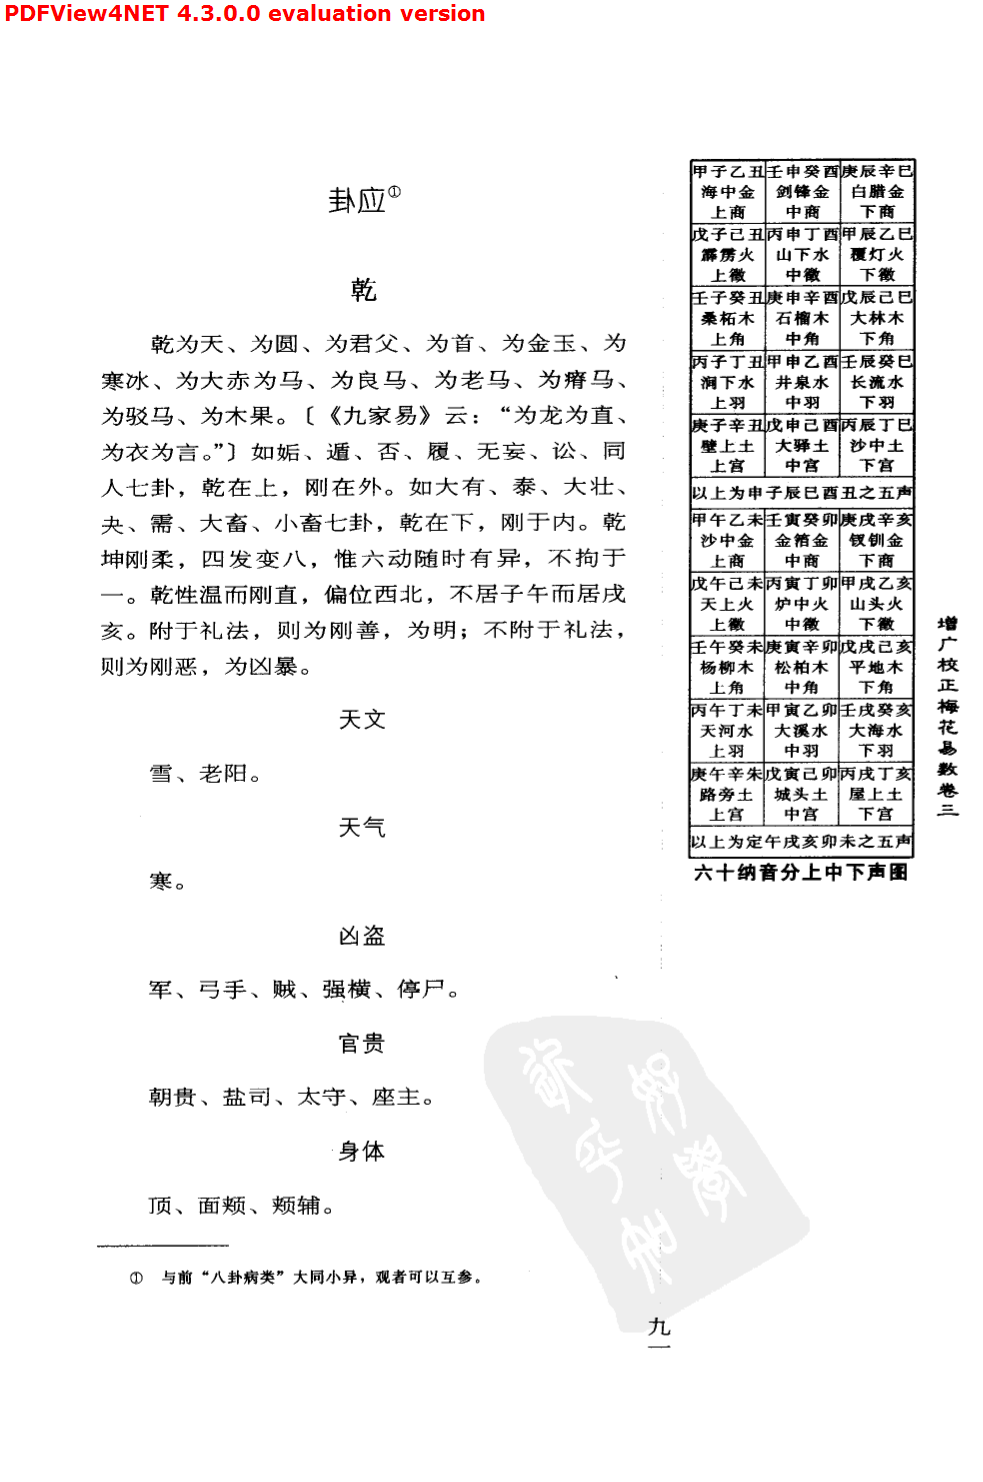 PDFView4NET 4.3.0.0 evaluation version
卦应①
乾
乾为天、为圆、为君父、为首、为金玉、为
寒冰、为大赤为马、为良马、为老马、为瘠马、
为驳马、为木果。〔《九家易》云：“为龙为直、
为衣为言。”〕如姤、遁、否、履、无妄、讼、同
人七卦，乾在上，刚在外。如大有、泰、大壮、
夬、需、大畜、小畜七卦，乾在下，刚于内。乾
坤刚柔，四发变八，惟六动随时有异，不拘于
一。乾性温而刚直，偏位西北，不居子午而居戌
亥。附于礼法，则为刚善，为明；不附于礼法，
则为刚恶，为凶暴。
天文
雪、老阳。
天气
寒。
凶盗
军、弓手、贼、强横、停尸。
官贵
朝贵、盐司、太守、座主。
身体
顶、面颊、颊辅。
① 与前“八卦病类”大同小异，观者可以互参。
甲子乙丑 壬申癸酉 庚辰辛巳
海中金 剑锋金 白腊金
上商 中商 下商
戊子己丑 丙申丁酉 甲辰乙巳
霹雳火 山下水 覆灯火
上徵 中徵 下徵
壬子癸丑 庚申辛酉 戊辰己巳
桑柘木 石榴木 大林木
上角 中角 下角
丙子丁丑 甲申乙酉 壬辰癸巳
涧下水 井泉水 长流水
上羽 中羽 下羽
庚子辛丑 戊申己酉 丙辰丁巳
壁上土 大驿土 沙中土
上宫 中宫 下宫
以上为申子辰巳酉丑之五声
甲午乙未 壬寅癸卯 庚戌辛亥
沙中金 金箔金 钗钏金
上商 中商 下商
戊午己未 丙寅丁卯 甲戌乙亥
天上火 炉中火 山头火
上徵 中徵 下徵
壬午癸未 庚寅辛卯 戊戌己亥
杨柳木 松柏木 平地木
上角 中角 下角
丙午丁未 甲寅乙卯 壬戌癸亥
天河水 大溪水 大海水
上羽 中羽 下羽
庚午辛朱 戊寅己卯 丙戌丁亥
路旁土 城头土 屋上土
上宫 中宫 下宫
以上为定午戌亥卯未之五声
六十纳音分上中下声图
增广校正梅花易数卷三
九一